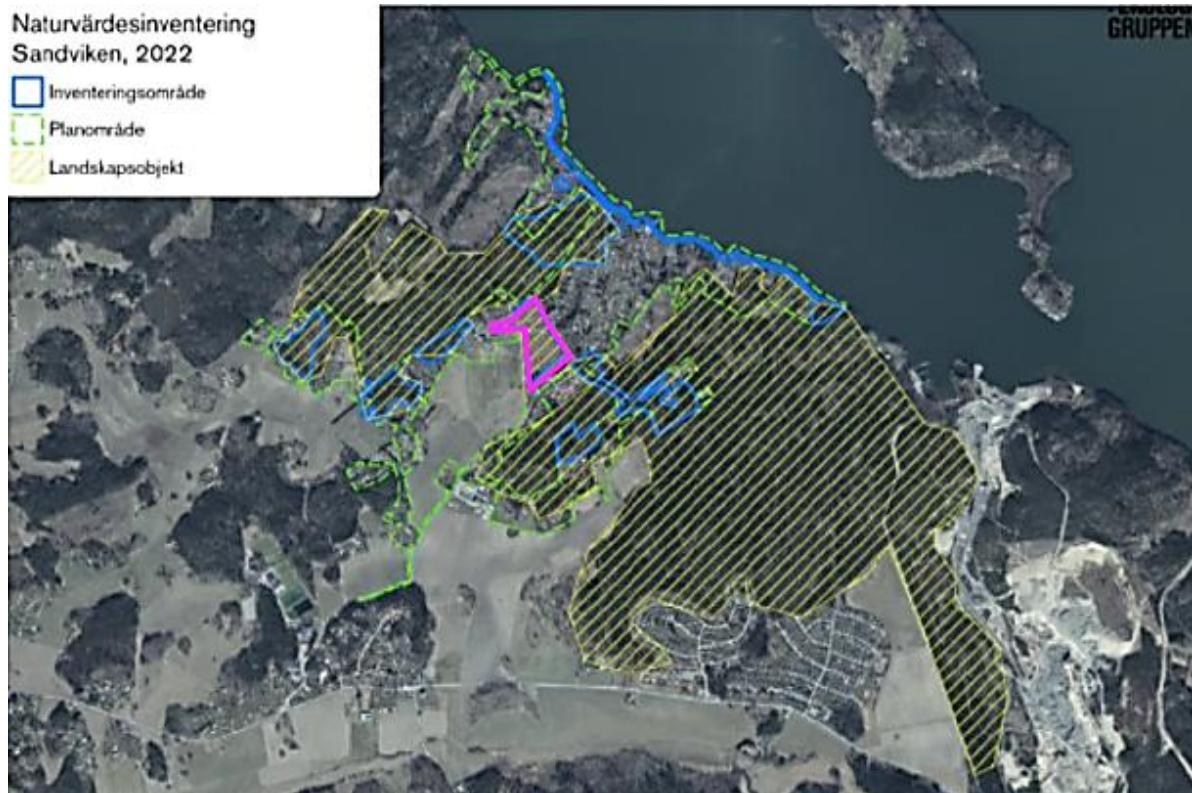 Naturvärdesinventering
Sandviken, 2022
Inventeringsområde
Planområde
Landskapsobjekt
GRUPPEN